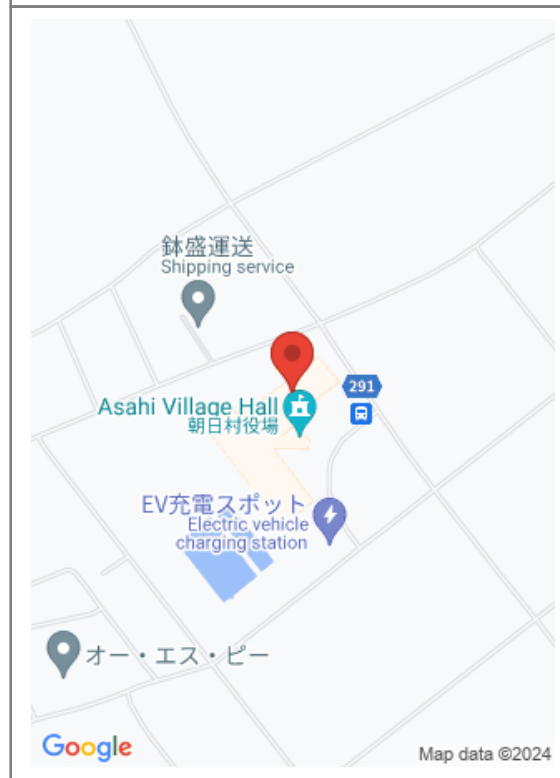 鉢盛運送
Shipping service
291
Asahi Village Hall
朝日村役場
EV充電スポット
Electric vehicle
charging station
オー・エス・ピー
Google
Map data ©2024